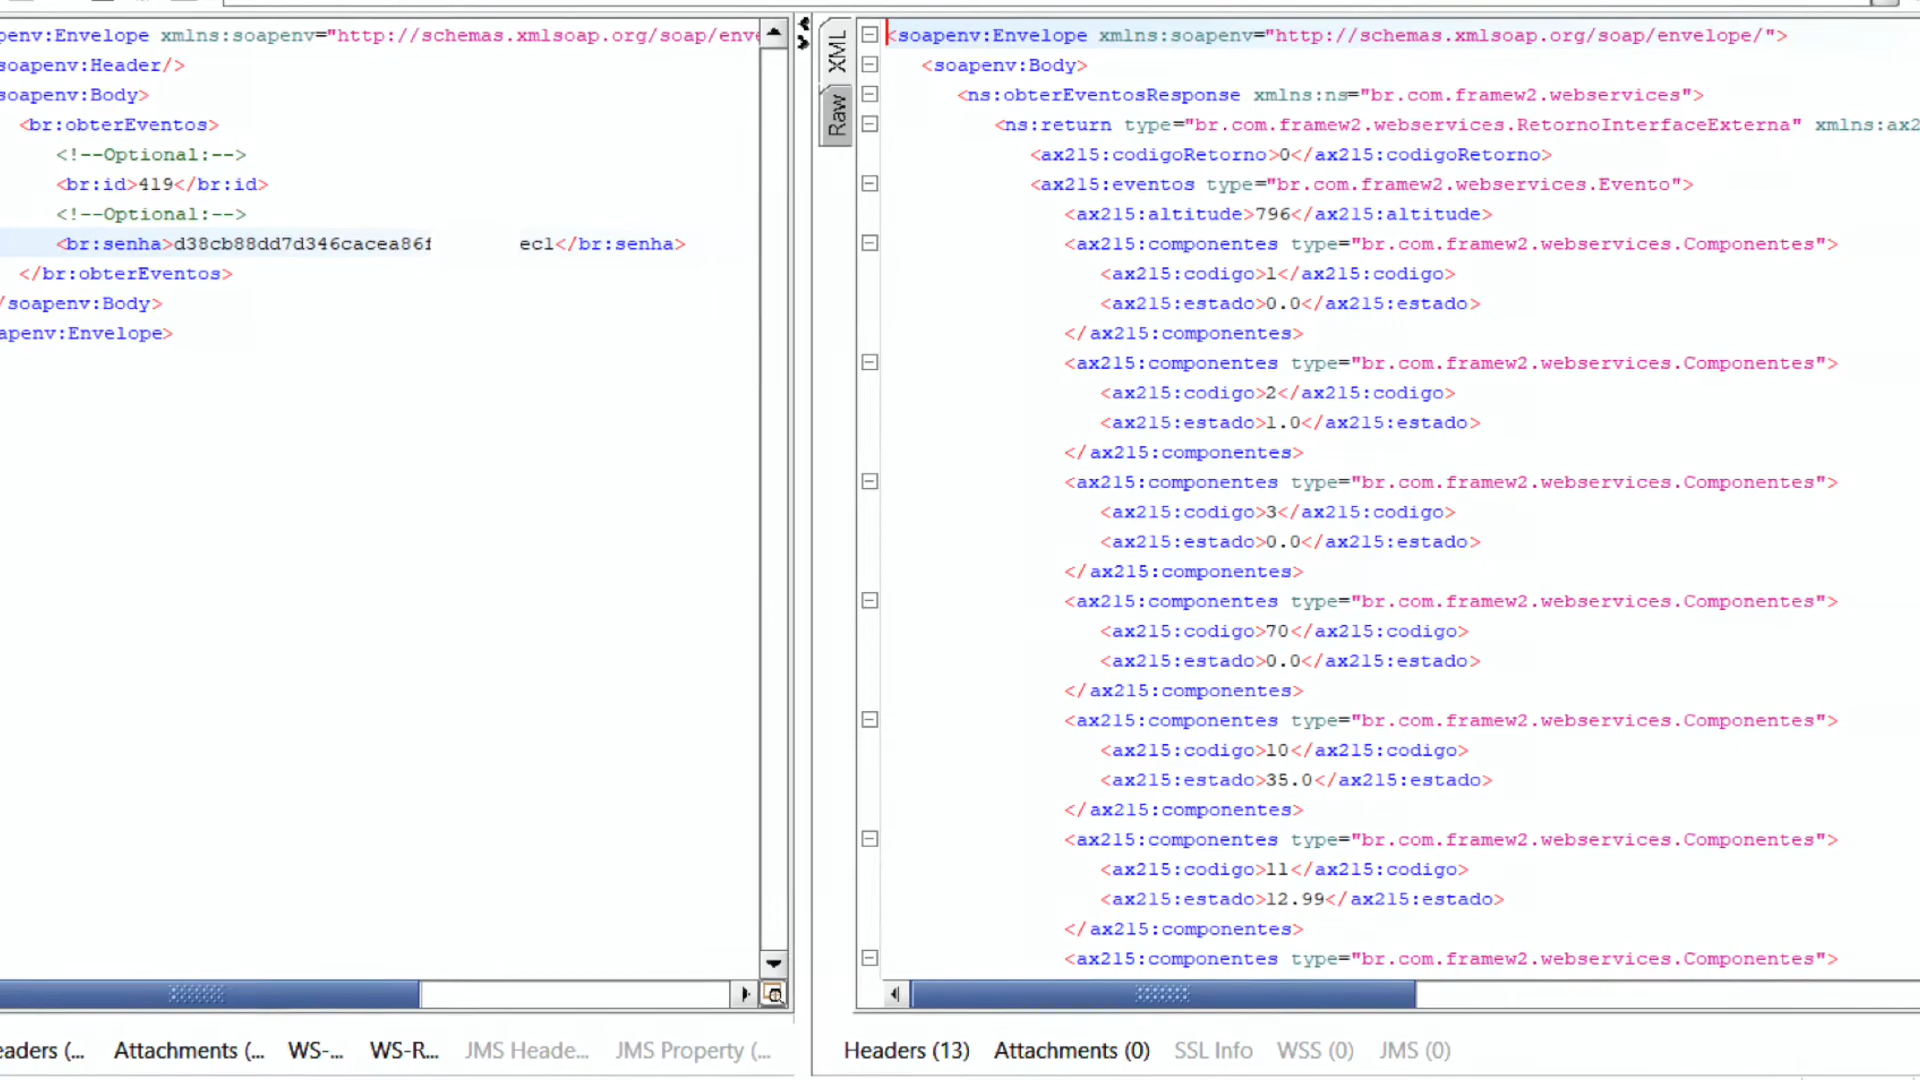 penv:Envelope xmlns:soapenv="http://schemas.xmlsoap.org/soap/enve
soapenv:Header/>
soapenv:Body>
<br:obterEventos>
<!--Optional:-->
<br:id>419</br:id>
<!--Optional:-->
<br:senha>d38cb88dd7d346cacea86f ec1</br:senha>
</br:obterEventos>
/soapenv:Body>
apenv:Envelope>
eaders (...
Attachments (...
WS-...
WS-R...
JMS Heade...
JMS Property (...
XML
Raw
<soapenv:Envelope xmlns:soapenv="http://schemas.xmlsoap.org/soap/envelope/">
<soapenv:Body>
<ns:obterEventosResponse xmlns:ns="br.com.framew2.webservices">
<ns:return type="br.com.framew2.webservices.RetornoInterfaceExterna" xmlns:ax2
<ax215:codigoRetorno>0</ax215:codigoRetorno>
<ax215:eventos type="br.com.framew2.webservices.Evento">
<ax215:altitude>796</ax215:altitude>
<ax215:componentes type="br.com.framew2.webservices.Componentes">
<ax215:codigo>1</ax215:codigo>
<ax215:estado>0.0</ax215:estado>
</ax215:componentes>
<ax215:componentes type="br.com.framew2.webservices.Componentes">
<ax215:codigo>2</ax215:codigo>
<ax215:estado>1.0</ax215:estado>
</ax215:componentes>
<ax215:componentes type="br.com.framew2.webservices.Componentes">
<ax215:codigo>3</ax215:codigo>
<ax215:estado>0.0</ax215:estado>
</ax215:componentes>
<ax215:componentes type="br.com.framew2.webservices.Componentes">
<ax215:codigo>70</ax215:codigo>
<ax215:estado>0.0</ax215:estado>
</ax215:componentes>
<ax215:componentes type="br.com.framew2.webservices.Componentes">
<ax215:codigo>10</ax215:codigo>
<ax215:estado>35.0</ax215:estado>
</ax215:componentes>
<ax215:componentes type="br.com.framew2.webservices.Componentes">
<ax215:codigo>11</ax215:codigo>
<ax215:estado>12.99</ax215:estado>
</ax215:componentes>
<ax215:componentes type="br.com.framew2.webservices.Componentes">
Headers (13)
Attachments (0)
SSL Info
WSS (0)
JMS (0)